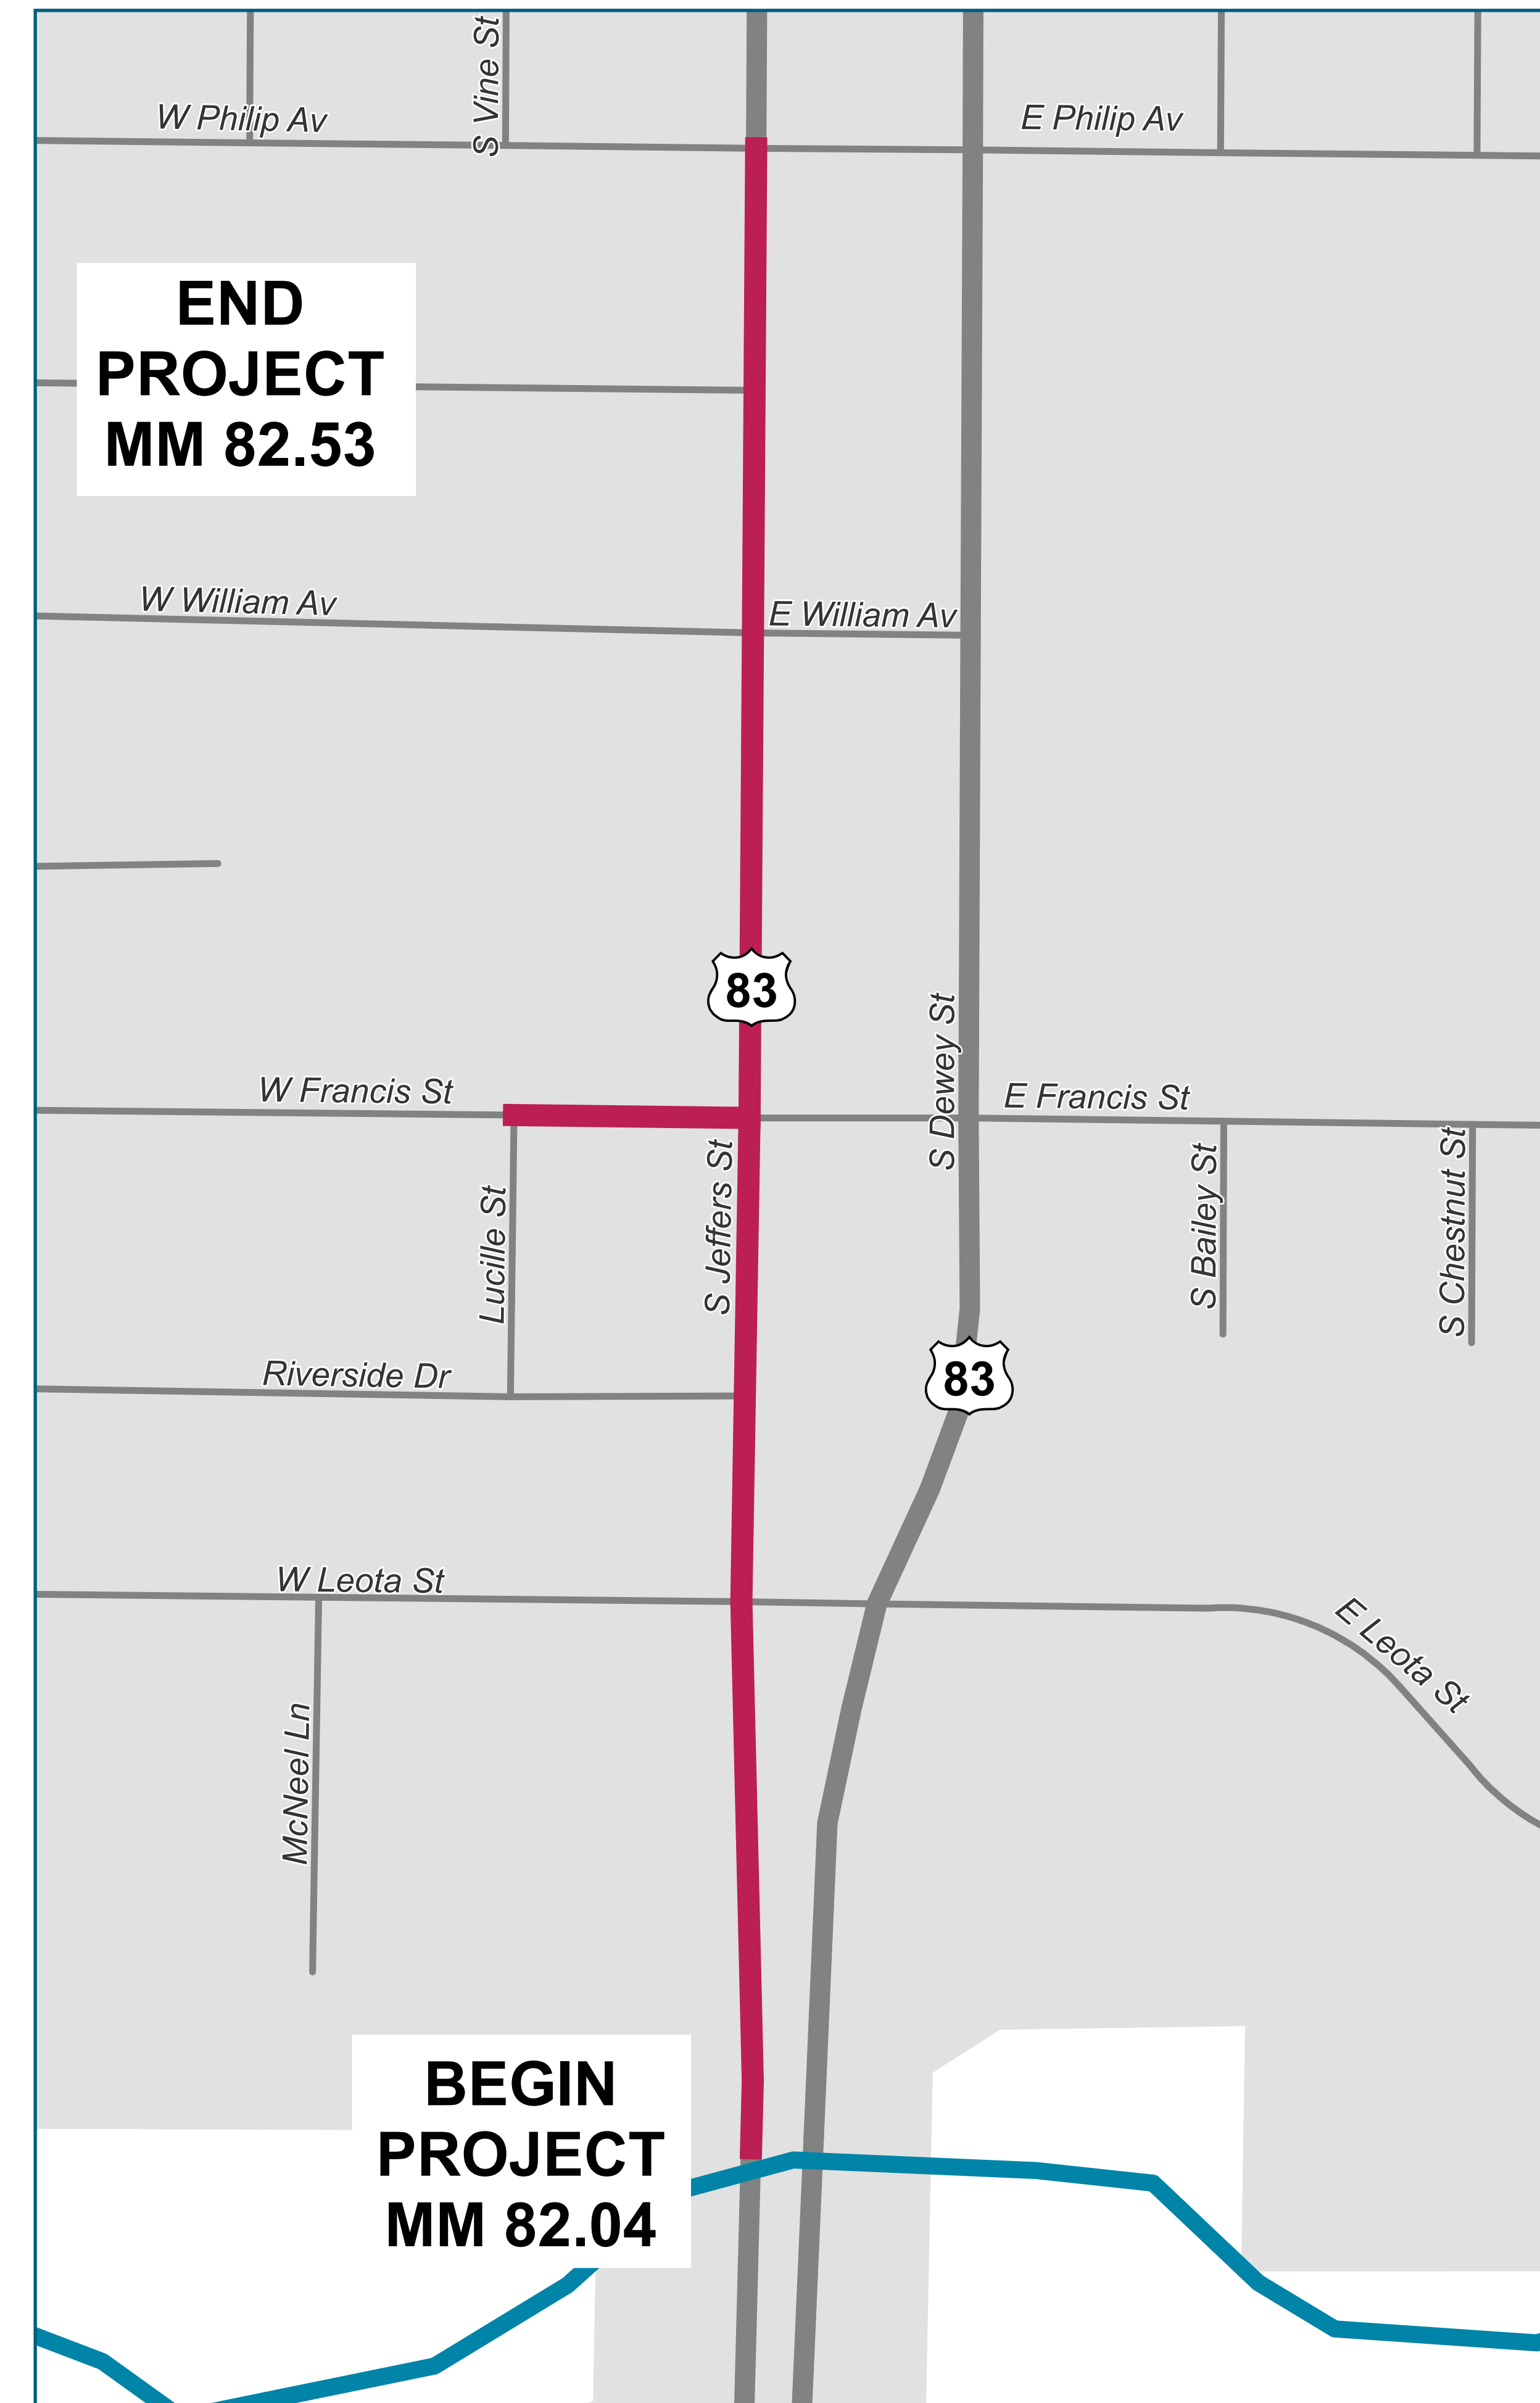 S Vine St
W Philip Av
E Philip Av
END
PROJECT
MM 82.53
W William Av
E William Av
83
S Dewey St
W Francis St
E Francis St
Lucille St
S Jeffers St
S Bailey St
S Chestnut St
83
Riverside Dr
W Leota St
E Leota St
McNeel Ln
BEGIN
PROJECT
MM 82.04